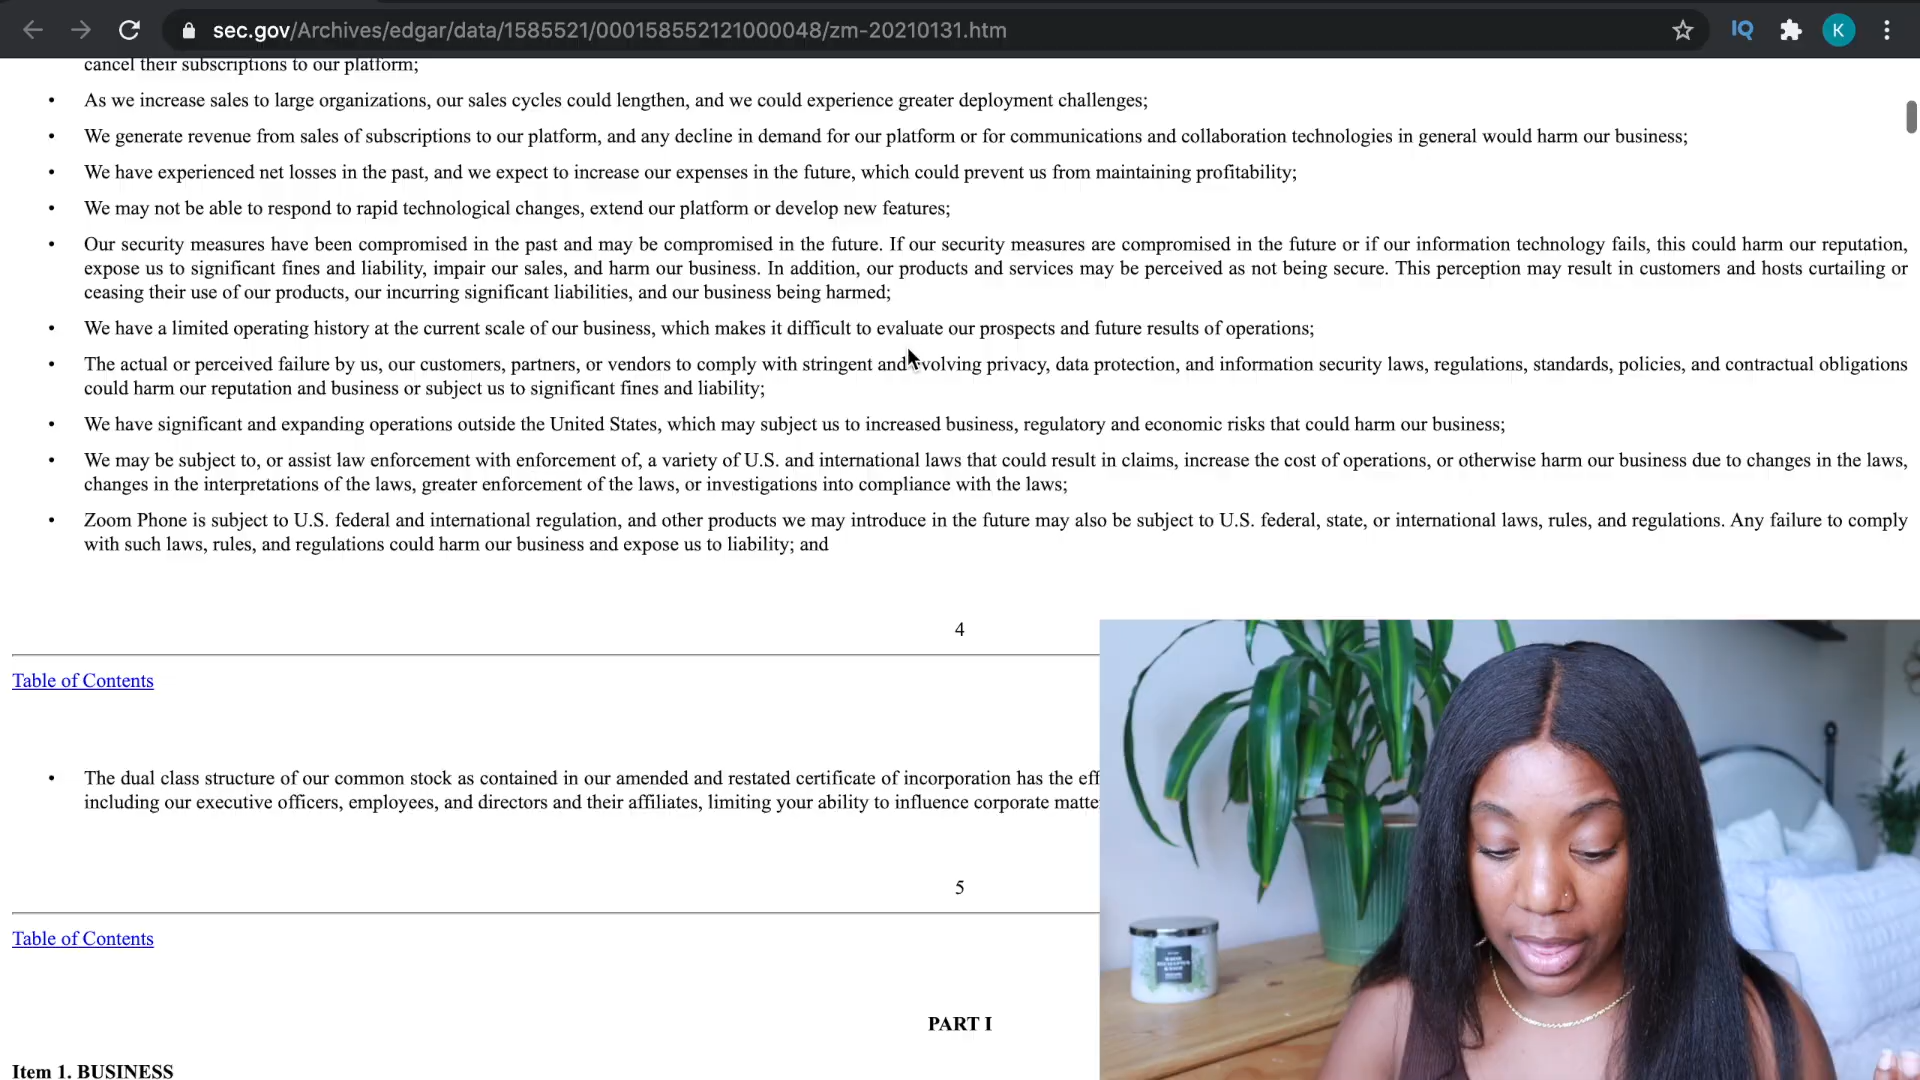 sec.gov/Archives/edgar/data/1585521/000158552121000048/zm-20210131.htm
IQ
K
cancel their subscriptions to our platform;
• As we increase sales to large organizations, our sales cycles could lengthen, and we could experience greater deployment challenges;
• We generate revenue from sales of subscriptions to our platform, and any decline in demand for our platform or for communications and collaboration technologies in general would harm our business;
• We have experienced net losses in the past, and we expect to increase our expenses in the future, which could prevent us from maintaining profitability;
• We may not be able to respond to rapid technological changes, extend our platform or develop new features;
• Our security measures have been compromised in the past and may be compromised in the future. If our security measures are compromised in the future or if our information technology fails, this could harm our reputation,
expose us to significant fines and liability, impair our sales, and harm our business. In addition, our products and services may be perceived as not being secure. This perception may result in customers and hosts curtailing or
ceasing their use of our products, our incurring significant liabilities, and our business being harmed;
• We have a limited operating history at the current scale of our business, which makes it difficult to evaluate our prospects and future results of operations;
• The actual or perceived failure by us, our customers, partners, or vendors to comply with stringent and evolving privacy, data protection, and information security laws, regulations, standards, policies, and contractual obligations
could harm our reputation and business or subject us to significant fines and liability;
• We have significant and expanding operations outside the United States, which may subject us to increased business, regulatory and economic risks that could harm our business;
• We may be subject to, or assist law enforcement with enforcement of, a variety of U.S. and international laws that could result in claims, increase the cost of operations, or otherwise harm our business due to changes in the laws,
changes in the interpretations of the laws, greater enforcement of the laws, or investigations into compliance with the laws;
• Zoom Phone is subject to U.S. federal and international regulation, and other products we may introduce in the future may also be subject to U.S. federal, state, or international laws, rules, and regulations. Any failure to comply
with such laws, rules, and regulations could harm our business and expose us to liability; and
4
Table of Contents
• The dual class structure of our common stock as contained in our amended and restated certificate of incorporation has the eff
including our executive officers, employees, and directors and their affiliates, limiting your ability to influence corporate matte
5
Table of Contents
PART I
Item 1. BUSINESS